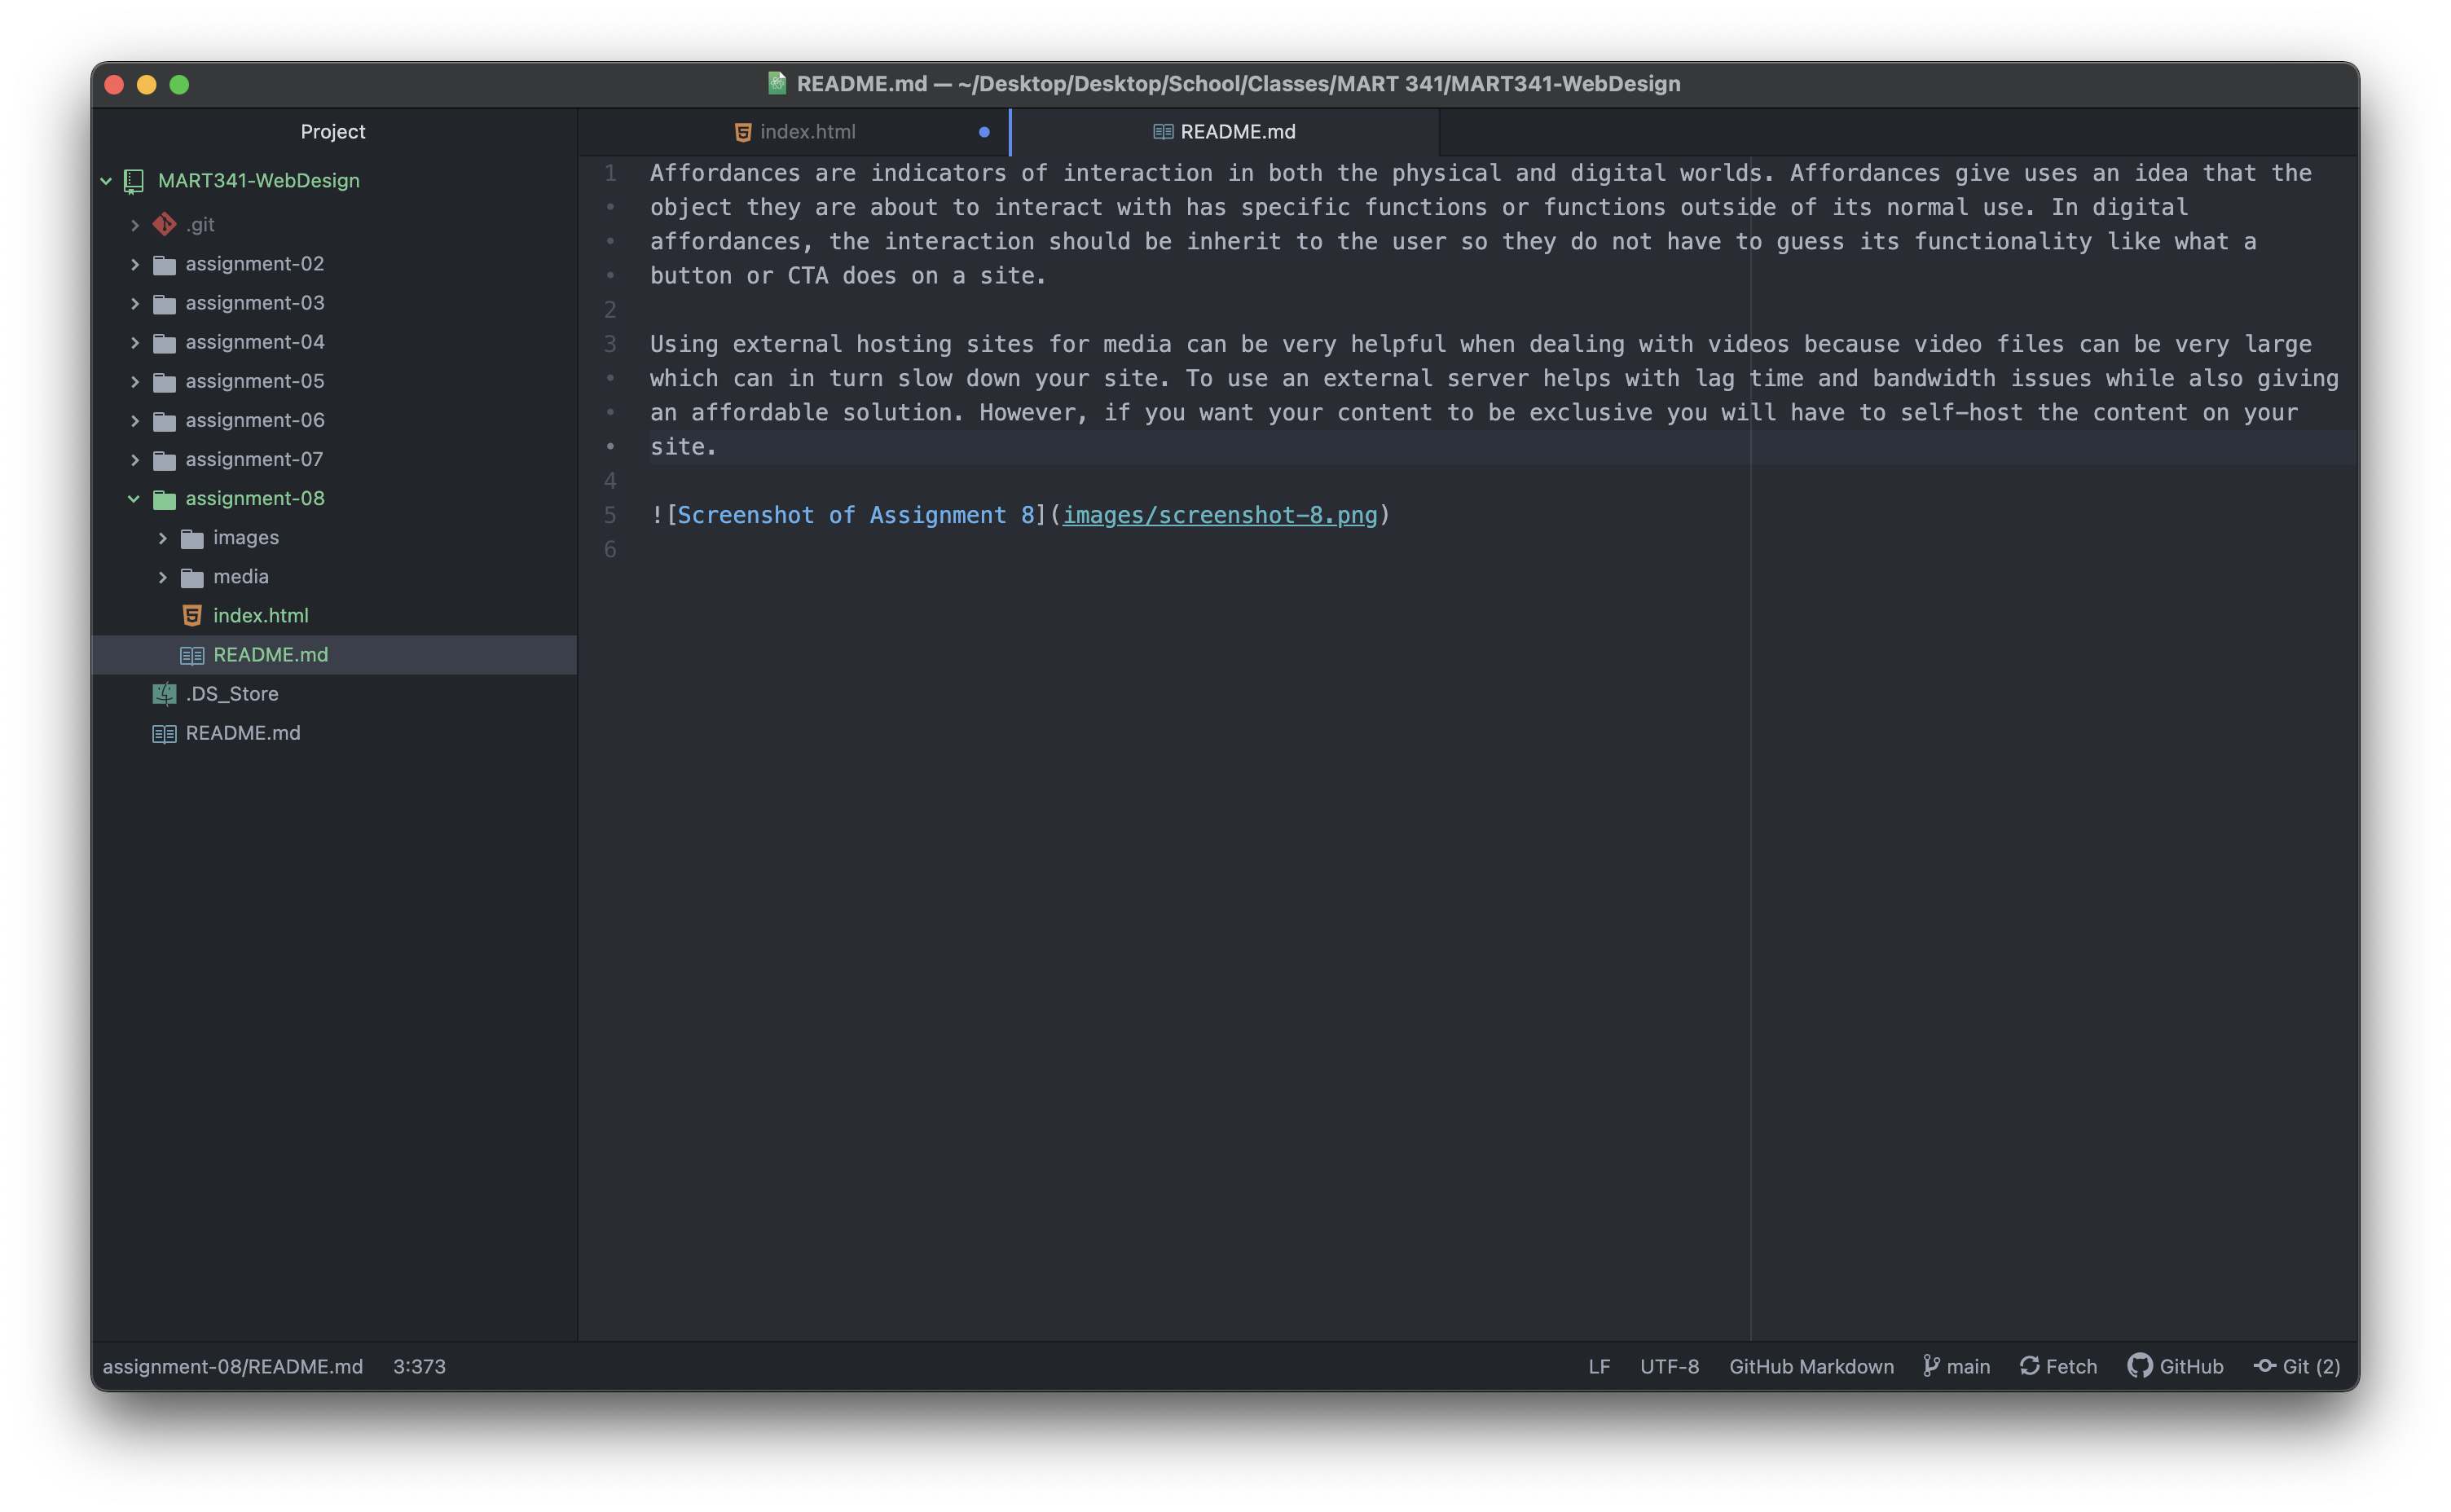 README.md — ~/Desktop/Desktop/School/Classes/MART 341/MART341-WebDesign
Project
index.html
README.md
MART341-WebDesign
.git
assignment-02
assignment-03
assignment-04
assignment-05
assignment-06
assignment-07
assignment-08
images
media
index.html
README.md
.DS_Store
README.md
1 Affordances are indicators of interaction in both the physical and digital worlds. Affordances give uses an idea that the
• object they are about to interact with has specific functions or functions outside of its normal use. In digital
• affordances, the interaction should be inherit to the user so they do not have to guess its functionality like what a
• button or CTA does on a site.
2
3 Using external hosting sites for media can be very helpful when dealing with videos because video files can be very large
• which can in turn slow down your site. To use an external server helps with lag time and bandwidth issues while also giving
• an affordable solution. However, if you want your content to be exclusive you will have to self-host the content on your
• site.
4
5 ![Screenshot of Assignment 8](images/screenshot-8.png)
6
assignment-08/README.md 3:373 LF UTF-8 GitHub Markdown main Fetch GitHub Git (2)